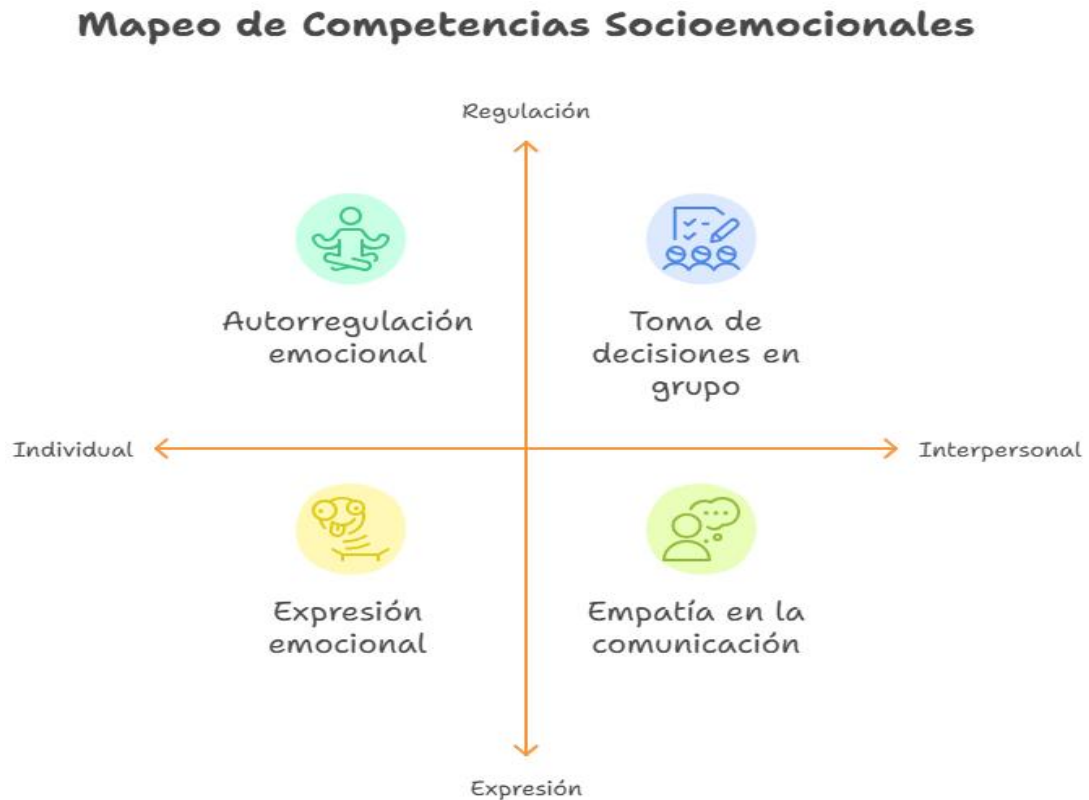 Mapeo de Competencias Socioemocionales
Regulación
Autorregulación
emocional
Toma de
decisiones en
grupo
Individual
Interpersonal
Expresión
emocional
Empatía en la
comunicación
Expresión